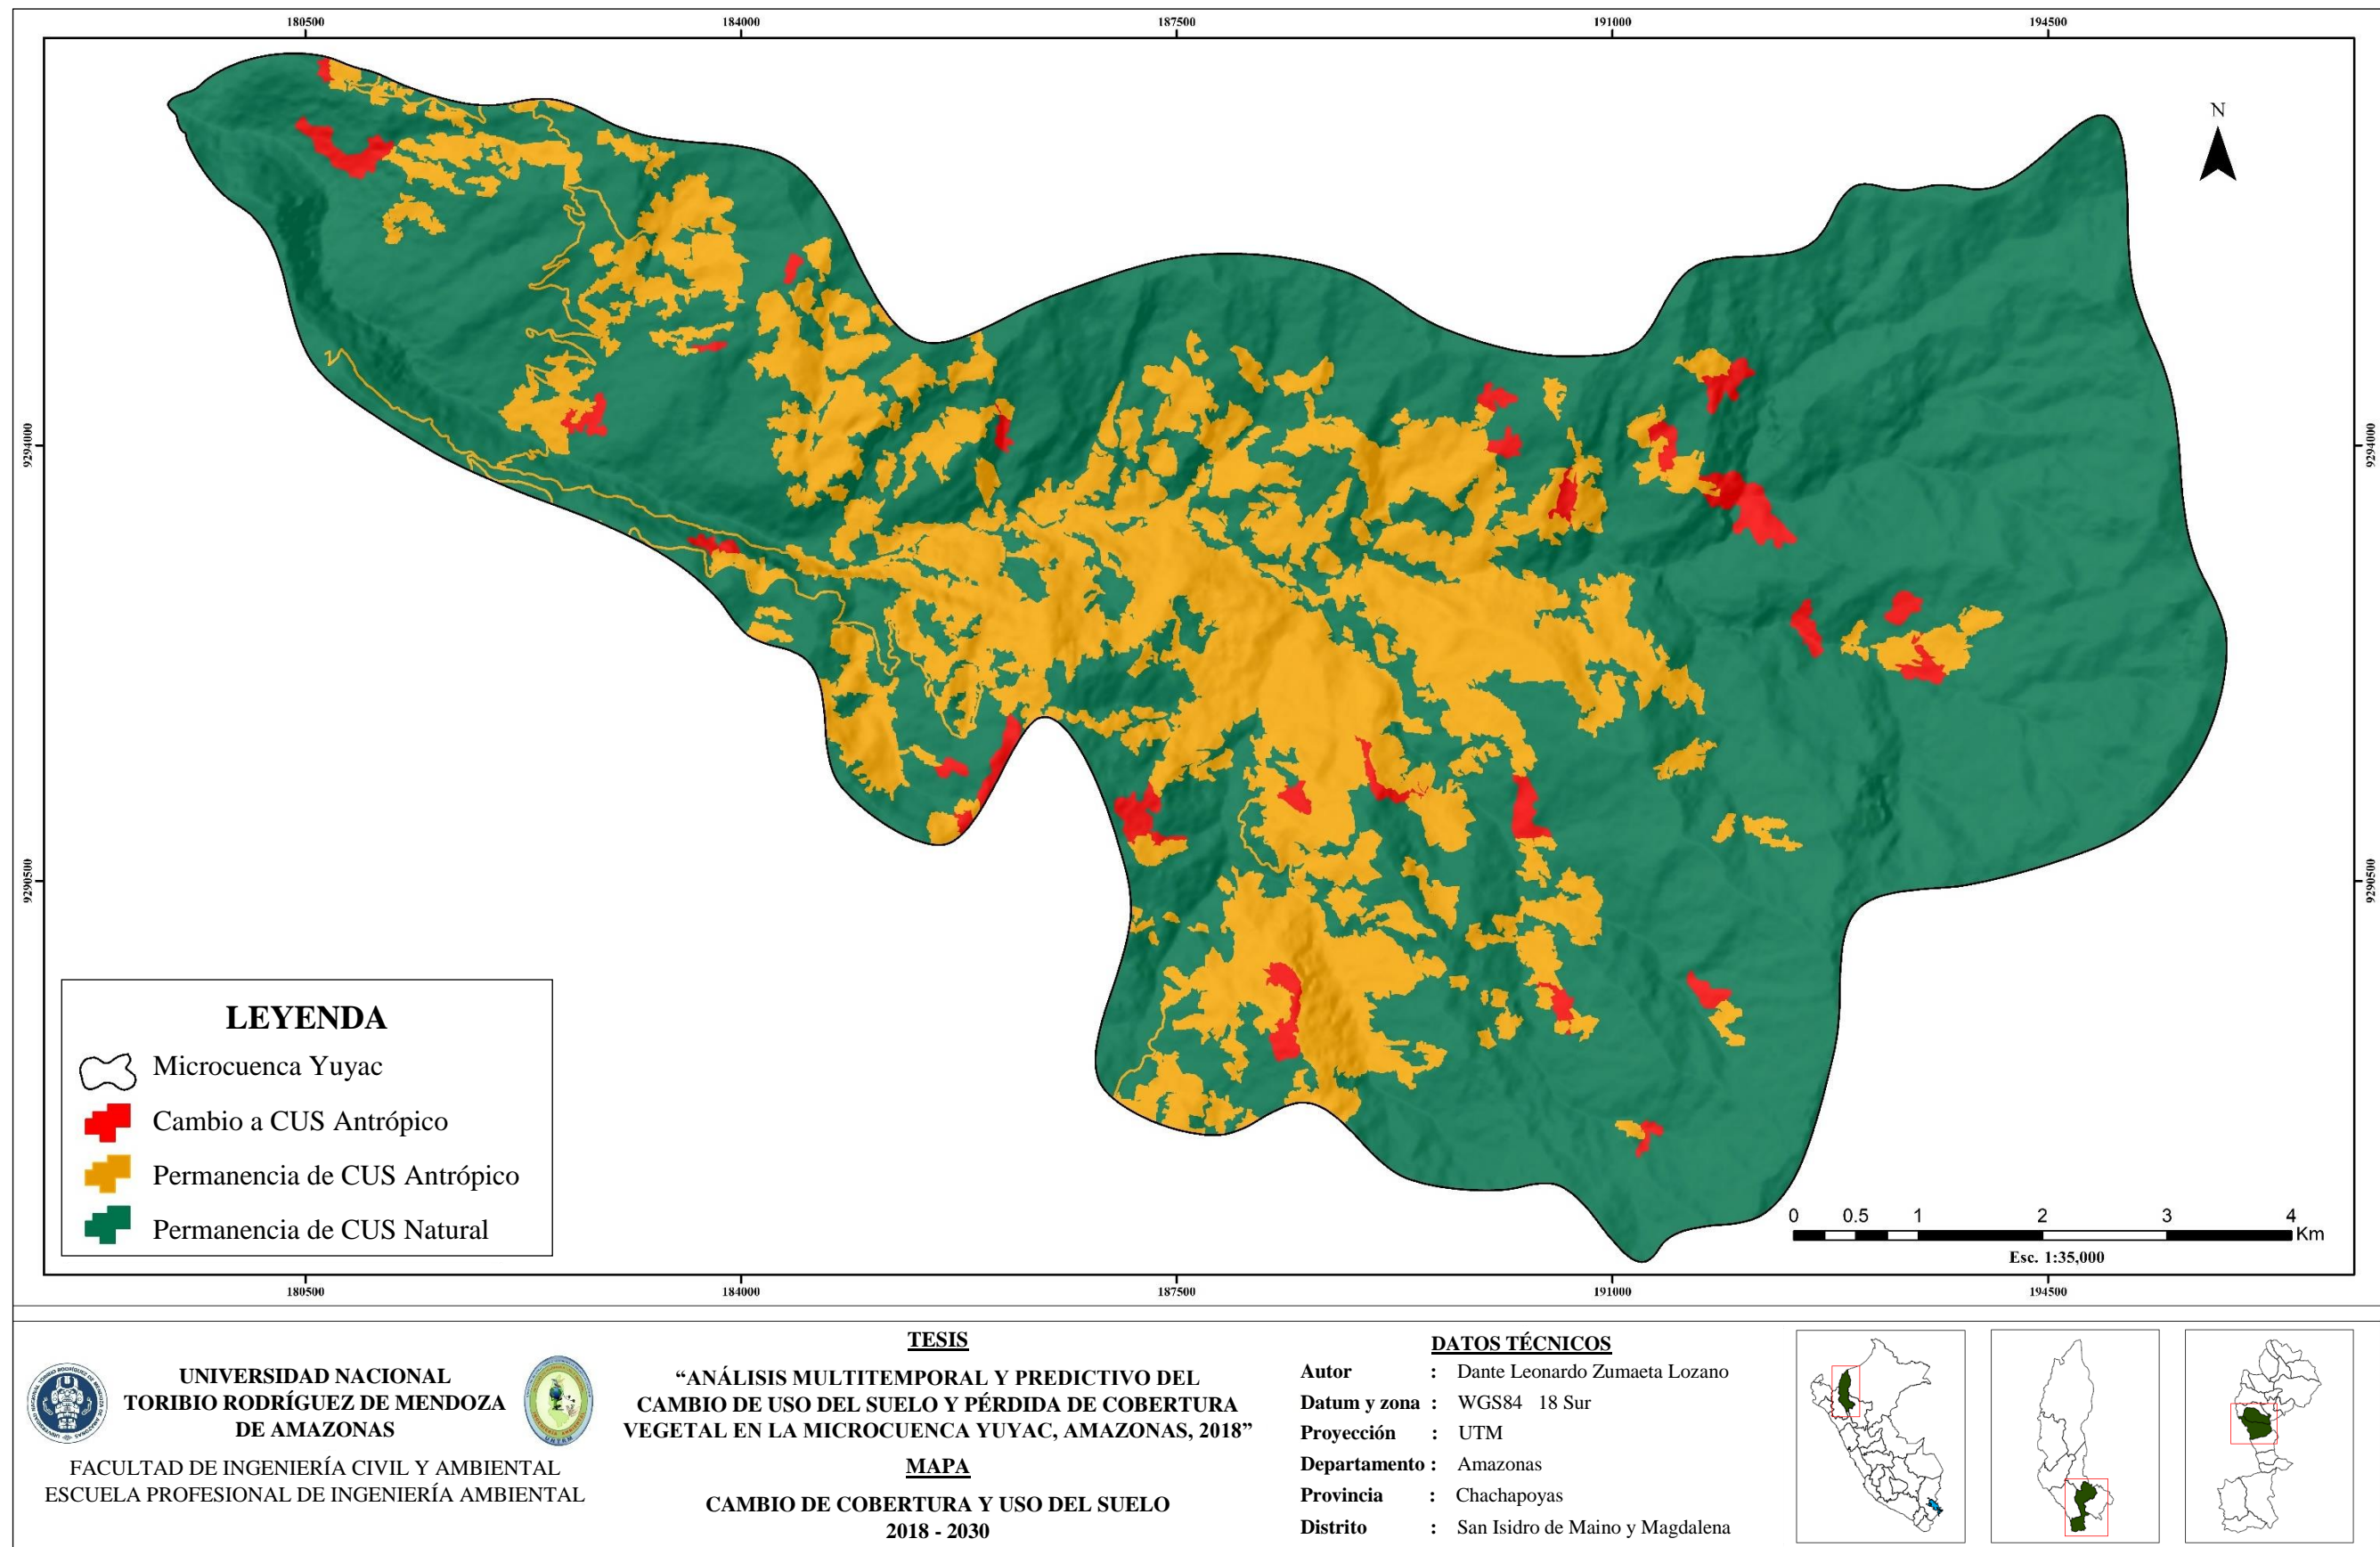 180500
184000
187500
191000
194500
N
9294000
9294000
9290500
9290500
LEYENDA
Microcuenca Yuyac
Cambio a CUS Antrópico
Permanencia de CUS Antrópico
Permanencia de CUS Natural
0 0.5 1 2 3 4
Km
Esc. 1:35,000
180500
184000
187500
191000
194500
UNIVERSIDAD NACIONAL
TORIBIO RODRÍGUEZ DE MENDOZA
DE AMAZONAS
FACULTAD DE INGENIERÍA CIVIL Y AMBIENTAL
ESCUELA PROFESIONAL DE INGENIERÍA AMBIENTAL
TESIS
“ANÁLISIS MULTITEMPORAL Y PREDICTIVO DEL
CAMBIO DE USO DEL SUELO Y PÉRDIDA DE COBERTURA
VEGETAL EN LA MICROCUENCA YUYAC, AMAZONAS, 2018”
MAPA
CAMBIO DE COBERTURA Y USO DEL SUELO
2018 - 2030
DATOS TÉCNICOS
Autor : Dante Leonardo Zumaeta Lozano
Datum y zona : WGS84 18 Sur
Proyección : UTM
Departamento : Amazonas
Provincia : Chachapoyas
Distrito : San Isidro de Maino y Magdalena